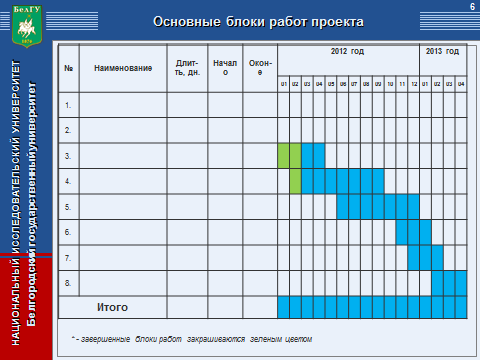 БелГУ
1876
6
Основные блоки работ проекта
НАЦИОНАЛЬНЫЙ ИССЛЕДОВАТЕЛЬСКИЙ УНИВЕРСИТЕТ
Белгородский государственный университет
№ Наименование Длит-ть, дн. Начало Окон-е 2012 год 2013 год
01 02 03 04 05 06 07 08 09 10 11 12 01 02 03 04
1.
2.
3.
4.
5.
6.
7.
8.
Итого
* - завершенные блоки работ закрашиваются зеленым цветом